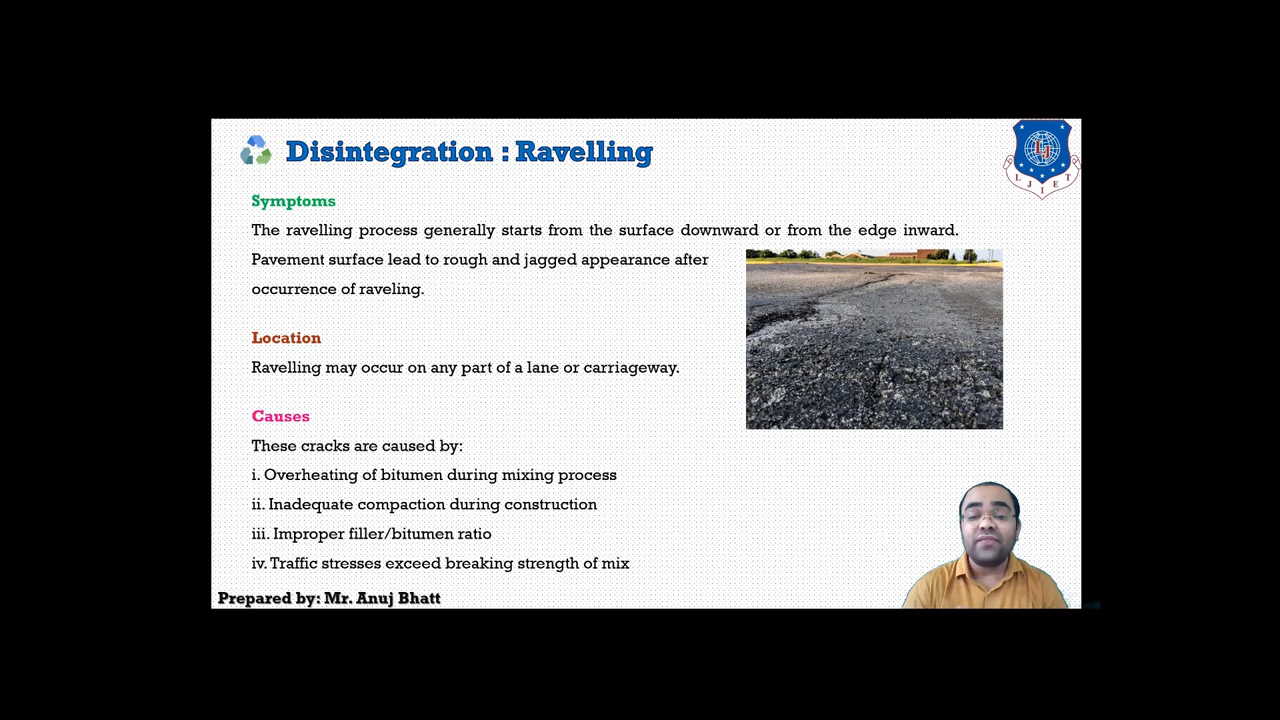 Disintegration : Ravelling
LJIET
Symptoms
The ravelling process generally starts from the surface downward or from the edge inward.
Pavement surface lead to rough and jagged appearance after
occurrence of raveling.
Location
Ravelling may occur on any part of a lane or carriageway.
Causes
These cracks are caused by:
i. Overheating of bitumen during mixing process
ii. Inadequate compaction during construction
iii. Improper filler/bitumen ratio
iv. Traffic stresses exceed breaking strength of mix
Prepared by: Mr. Anuj Bhatt